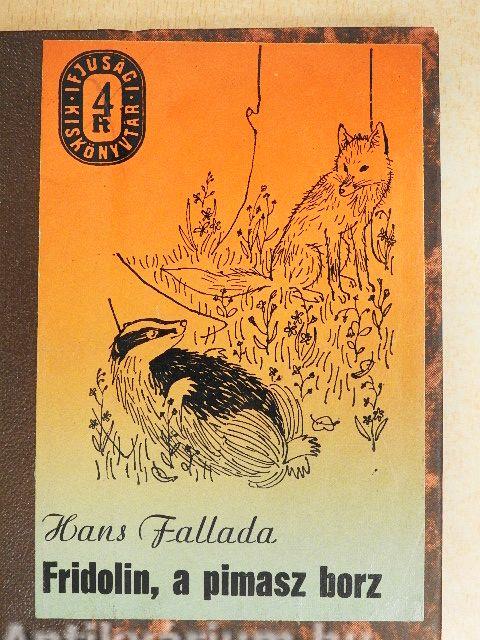 IFJÚSÁGI
4
Ft
KISKÖNYVTÁR
Hans Fallada
Fridolin, a pimasz borz